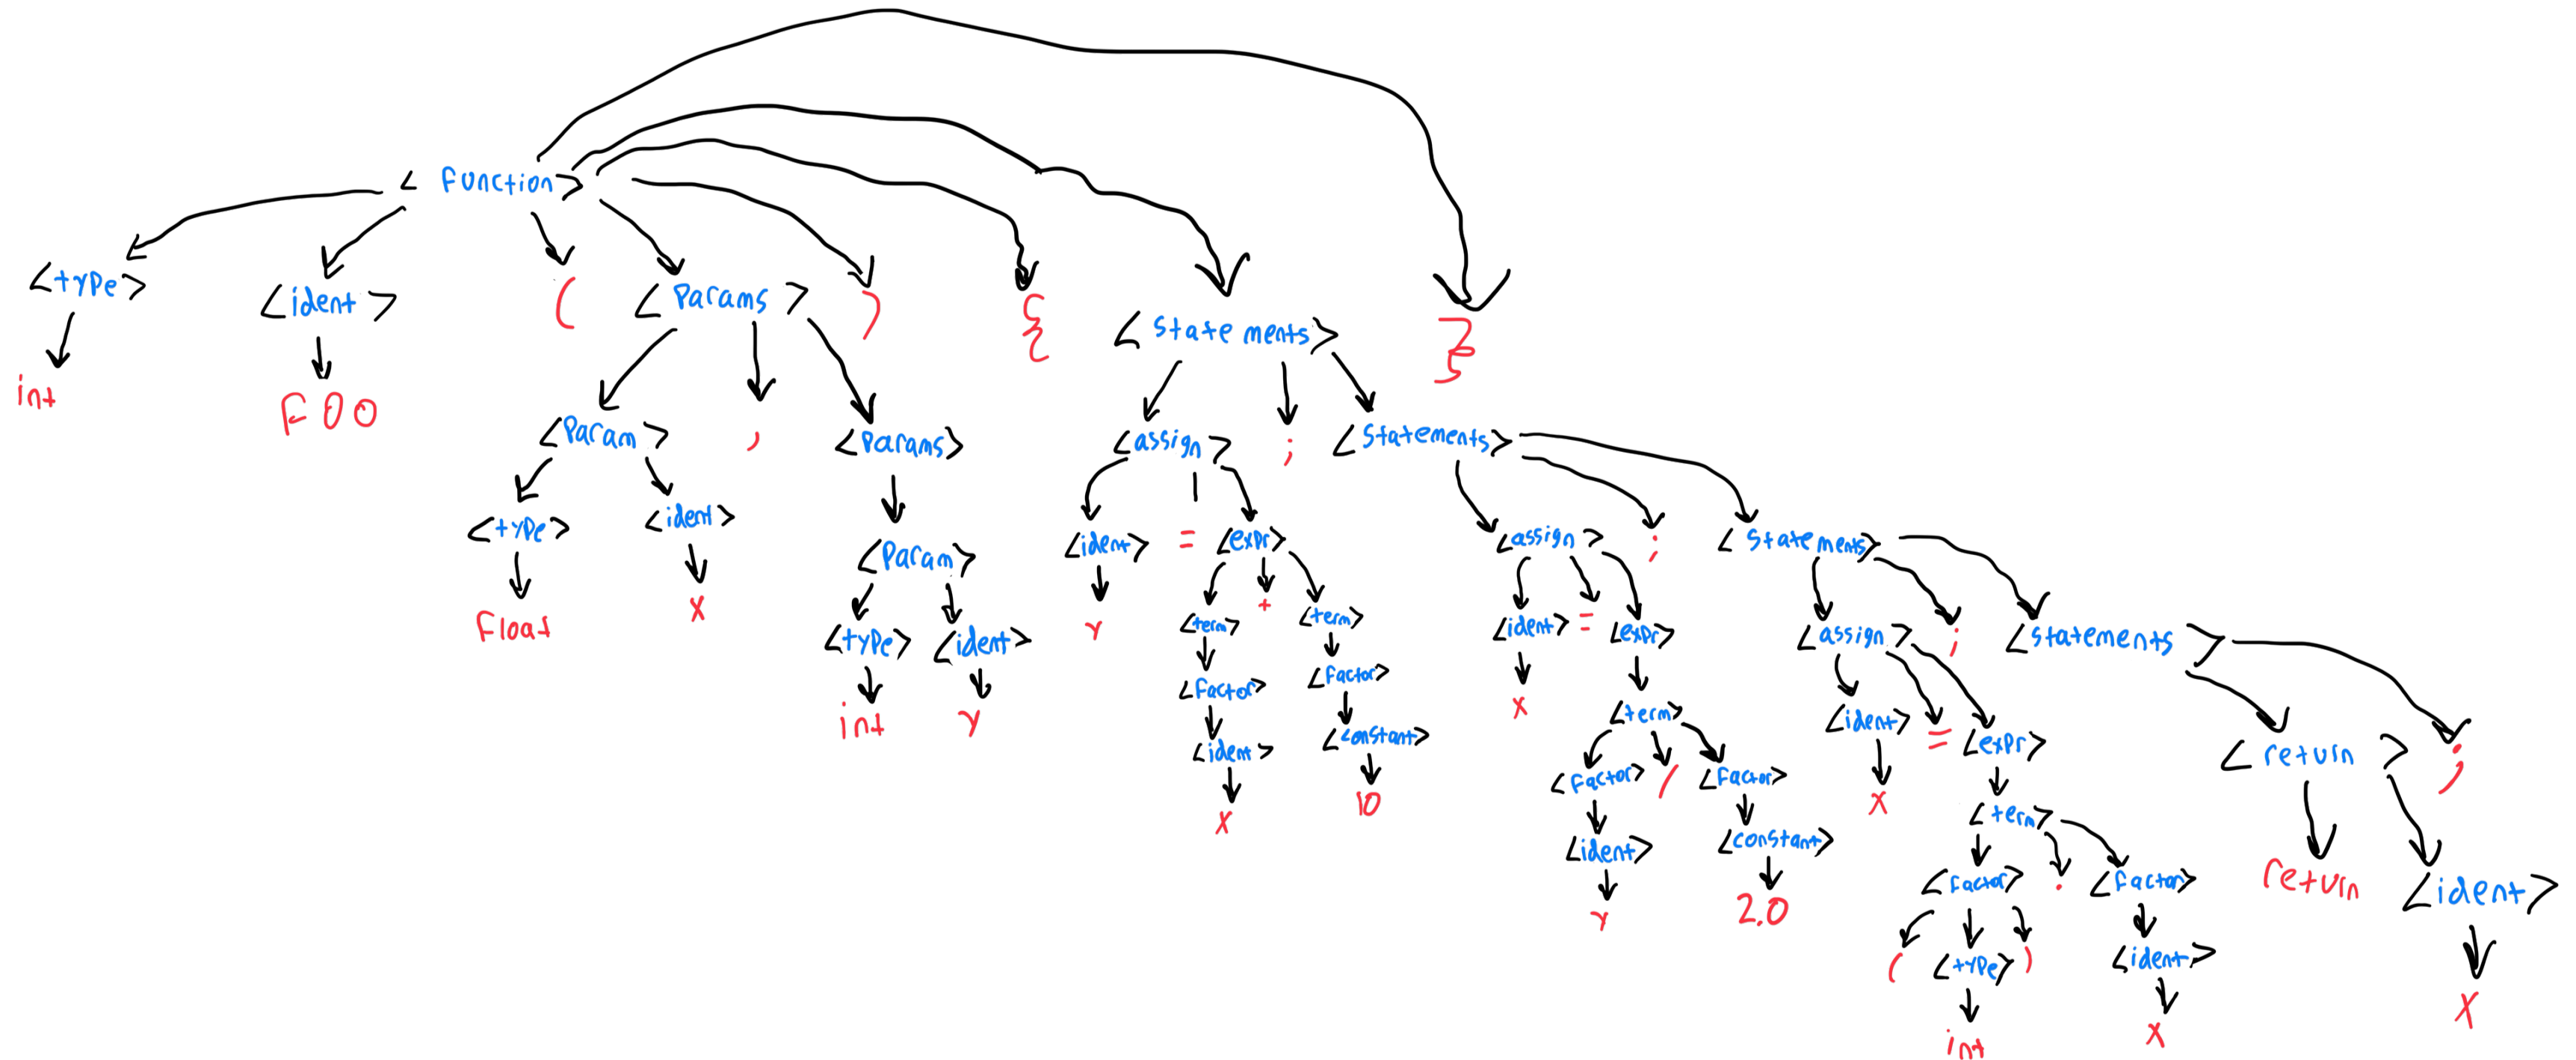 < function >
<type> <ident > ( < Params > ) { < State ments> }
int FOO <Param > , <Params> <assign > ; < Statements>
<type> <ident> <Param> <ident> = <expr> <assign > ; < Statements>
Float x <type> <ident> Y <term> + <term> <ident> = <expr> <assign > ; <statements >
int y <Factor> <Factor> x <term> <ident> = <expr> < return > ;
<ident > <constant> < Factor> / <Factor> x < term> return <ident>
x 10 <ident> <constant> <Factor> . <Factor> x
Y 2.0 ( <type> ) <ident>
int x